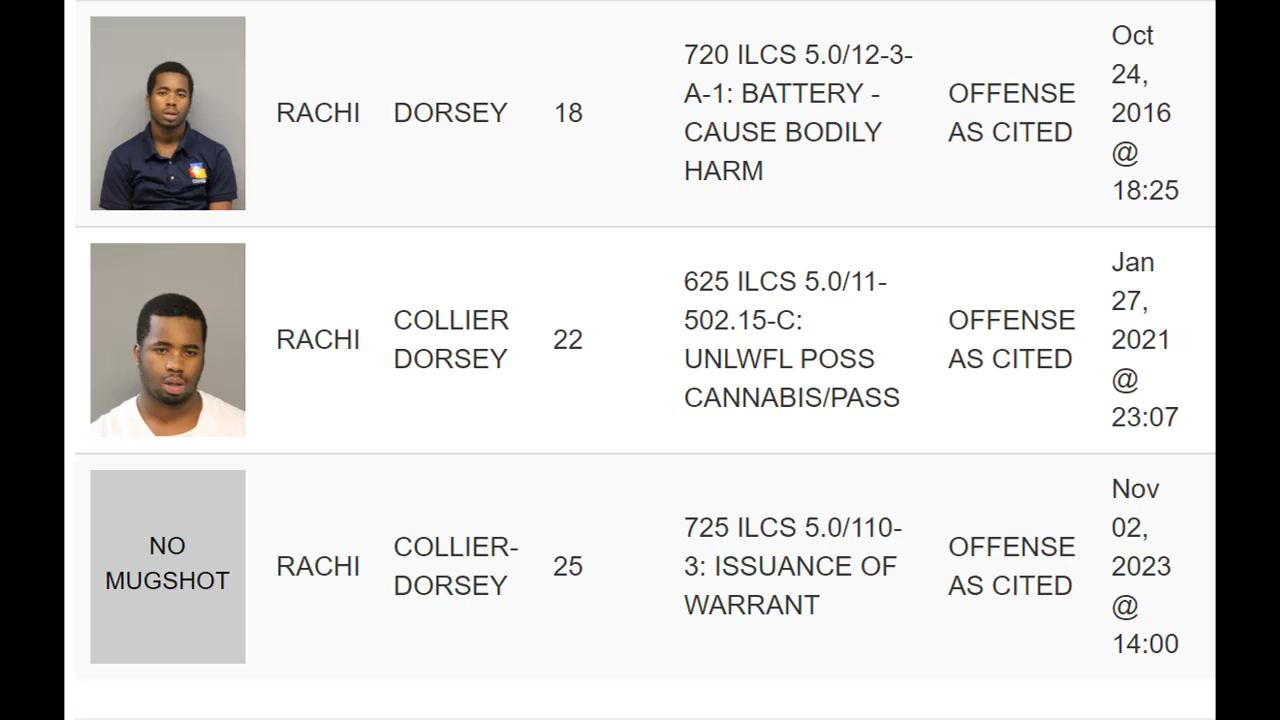 RACHI DORSEY 18 720 ILCS 5.0/12-3-
A-1: BATTERY -
CAUSE BODILY
HARM
OFFENSE
AS CITED
Oct
24,
2016
@
18:25
RACHI
COLLIER
DORSEY
22
625 ILCS 5.0/11-
502.15-C:
UNLWFL POSS
CANNABIS/PASS
OFFENSE
AS CITED
Jan
27,
2021
@
23:07
NO
MUGSHOT
RACHI
COLLIER-
DORSEY
25
725 ILCS 5.0/110-
3: ISSUANCE OF
WARRANT
OFFENSE
AS CITED
Nov
02,
2023
@
14:00